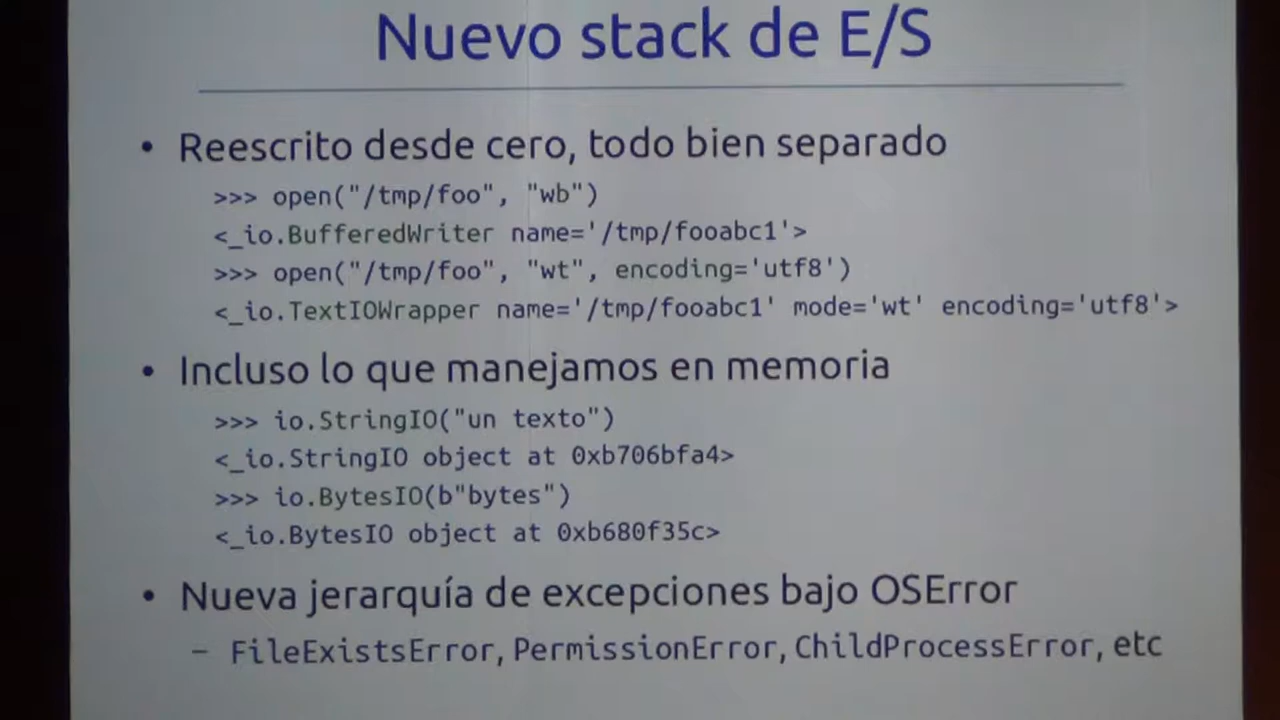 Nuevo stack de E/S
• Reescrito desde cero, todo bien separado
>>> open("/tmp/foo", "wb")
<_io.BufferedWriter name='/tmp/fooabc1'>
>>> open("/tmp/foo", "wt", encoding='utf8')
<_io.TextIOWrapper name='/tmp/fooabc1' mode='wt' encoding='utf8'>
• Incluso lo que manejamos en memoria
>>> io.StringIO("un texto")
<_io.StringIO object at 0xb706bfa4>
>>> io.BytesIO(b"bytes")
<_io.BytesIO object at 0xb680f35c>
• Nueva jerarquía de excepciones bajo OSError
– FileExistsError, PermissionError, ChildProcessError, etc